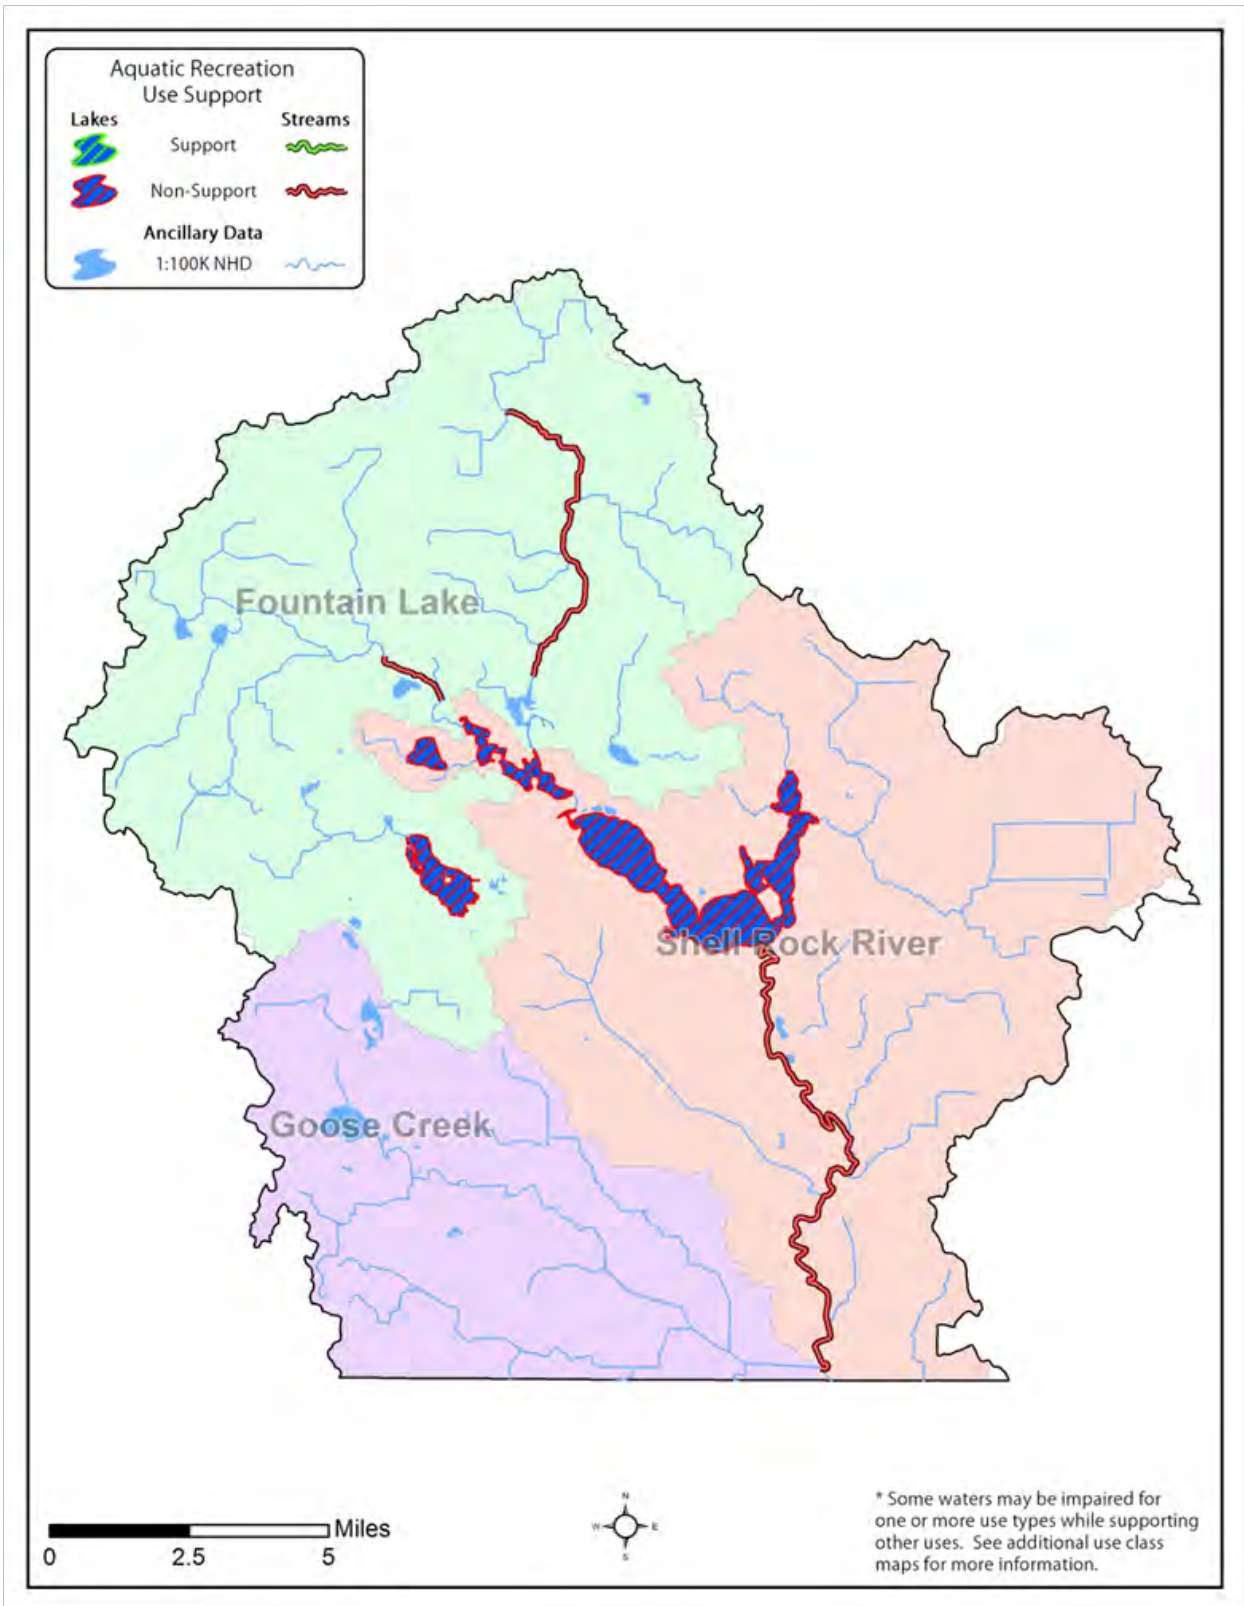 Aquatic Recreation
Use Support
Lakes Streams
Support
Non-Support
Ancillary Data
1:100K NHD
Fountain Lake
Shell Rock River
Goose Creek
Miles
0 2.5 5
N
W E
S
* Some waters may be impaired for
one or more use types while supporting
other uses. See additional use class
maps for more information.